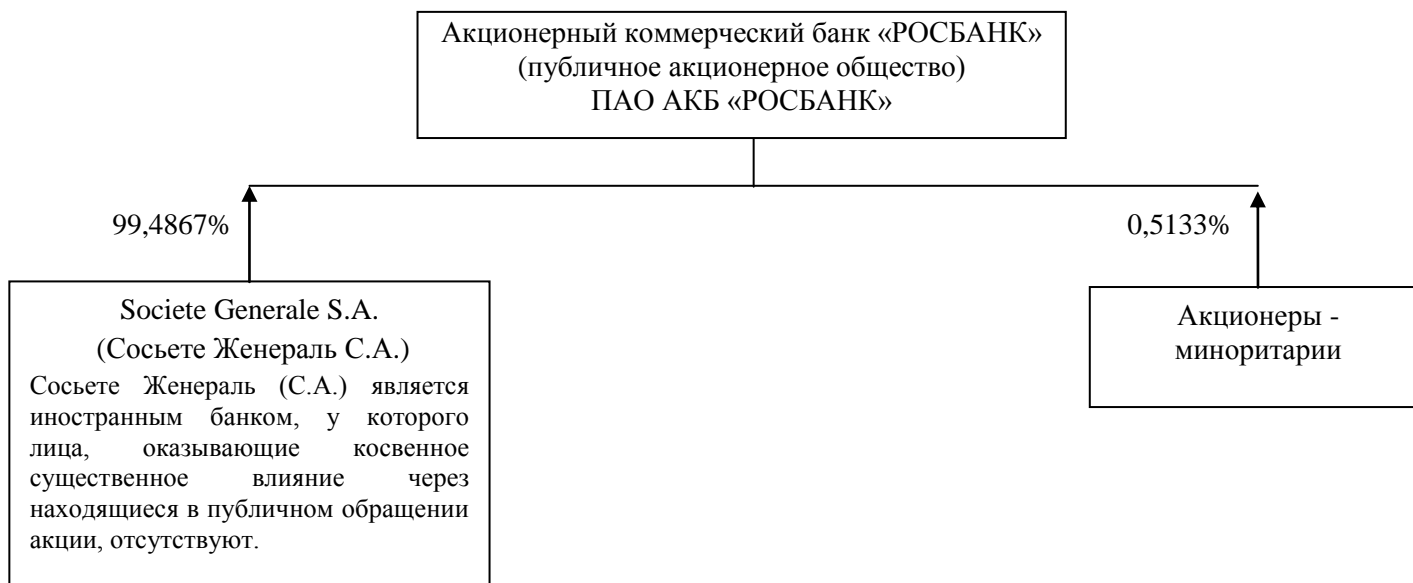 Акционерный коммерческий банк «РОСБАНК»
(публичное акционерное общество)
ПАО АКБ «РОСБАНК»
99,4867%
0,5133%
Societe Generale S.A.
(Сосьете Женераль С.А.)
Сосьете Женераль (С.А.) является
иностранным банком, у которого
лица, оказывающие косвенное
существенное влияние через
находящиеся в публичном обращении
акции, отсутствуют.
Акционеры -
миноритарии